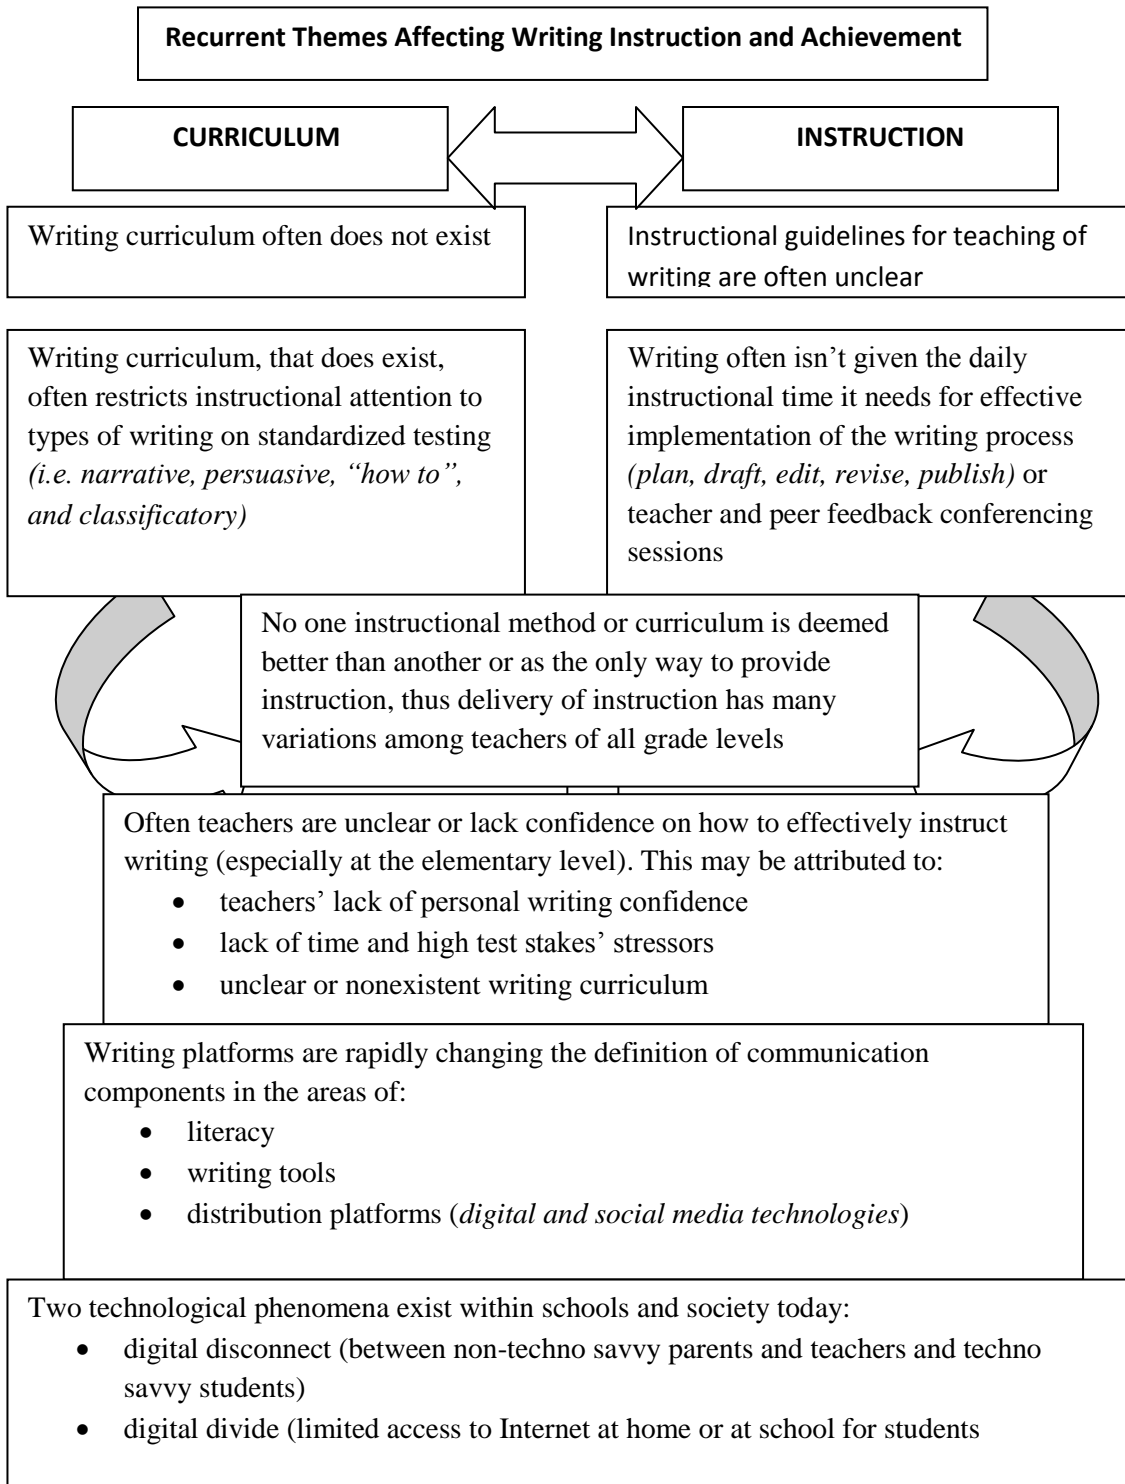 Recurrent Themes Affecting Writing Instruction and Achievement
CURRICULUM
INSTRUCTION
Writing curriculum often does not exist
Instructional guidelines for teaching of
writing are often unclear
Writing curriculum, that does exist,
often restricts instructional attention to
types of writing on standardized testing
(i.e. narrative, persuasive, “how to”,
and classificatory)
Writing often isn’t given the daily
instructional time it needs for effective
implementation of the writing process
(plan, draft, edit, revise, publish) or
teacher and peer feedback conferencing
sessions
No one instructional method or curriculum is deemed
better than another or as the only way to provide
instruction, thus delivery of instruction has many
variations among teachers of all grade levels
Often teachers are unclear or lack confidence on how to effectively instruct
writing (especially at the elementary level). This may be attributed to:
• teachers’ lack of personal writing confidence
• lack of time and high test stakes’ stressors
• unclear or nonexistent writing curriculum
Writing platforms are rapidly changing the definition of communication
components in the areas of:
• literacy
• writing tools
• distribution platforms (digital and social media technologies)
Two technological phenomena exist within schools and society today:
• digital disconnect (between non-techno savvy parents and teachers and techno
savvy students)
• digital divide (limited access to Internet at home or at school for students